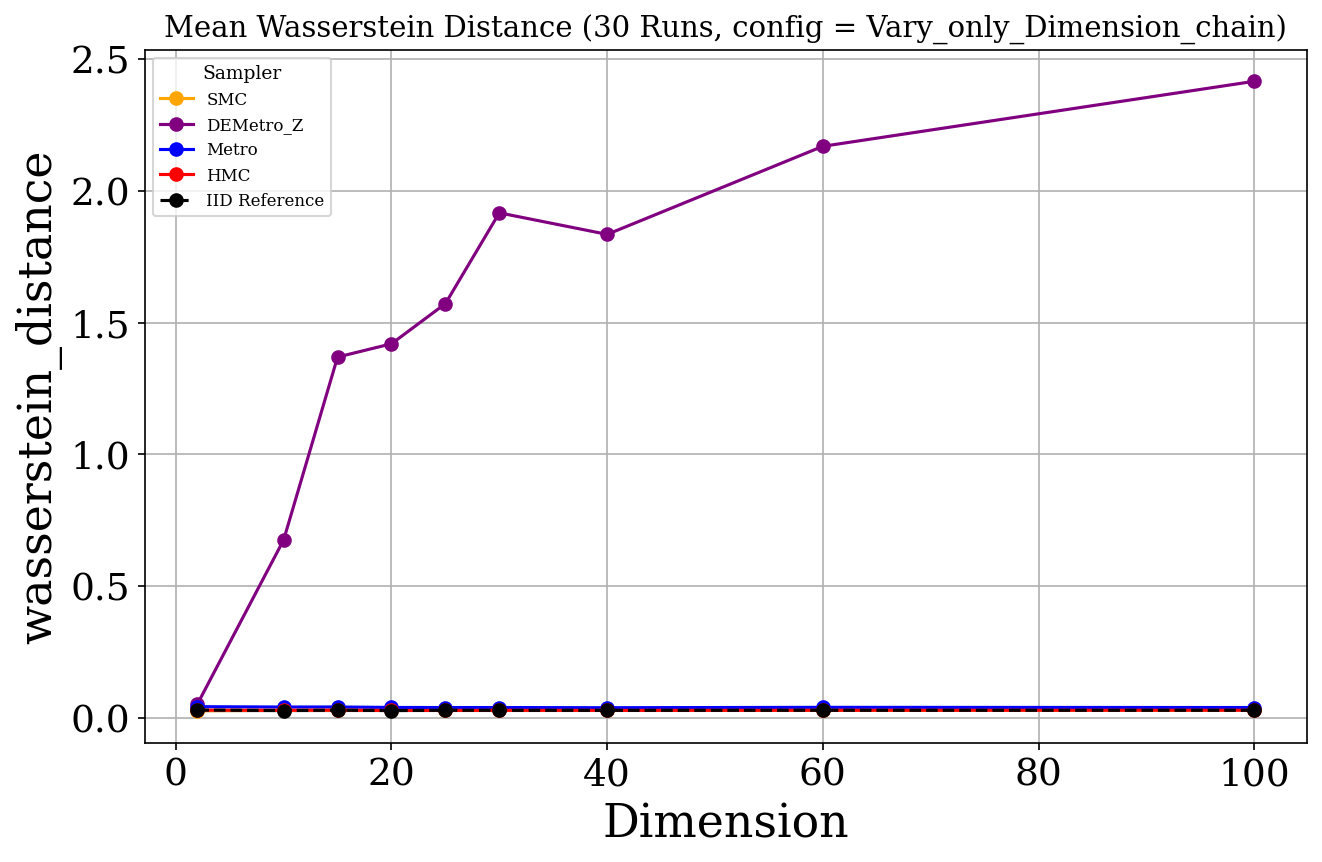 Mean Wasserstein Distance (30 Runs, config = Vary_only_Dimension_chain)
wasserstein_distance
2.5
2.0
1.5
1.0
0.5
0.0
Sampler
SMC
DEMetro_Z
Metro
HMC
IID Reference
0 20 40 60 80 100
Dimension